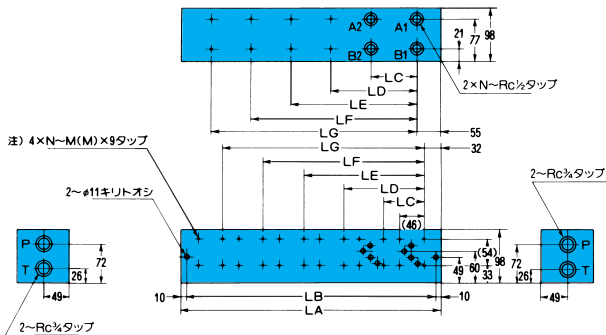 A2
A1
B2
B1
21
77
98
LC
2×N～Rc½タップ
LD
LE
LF
LG
55
注) 4×N～M(M)×9タップ
LG
32
LF
LE
2～Rc¾タップ
2～φ11キリトオシ
LD
LC
(46)
P
T
72
26
49
(54)
98
60
49
33
P
T
72
26
49
10
LB
10
LA
2～Rc¾タップ